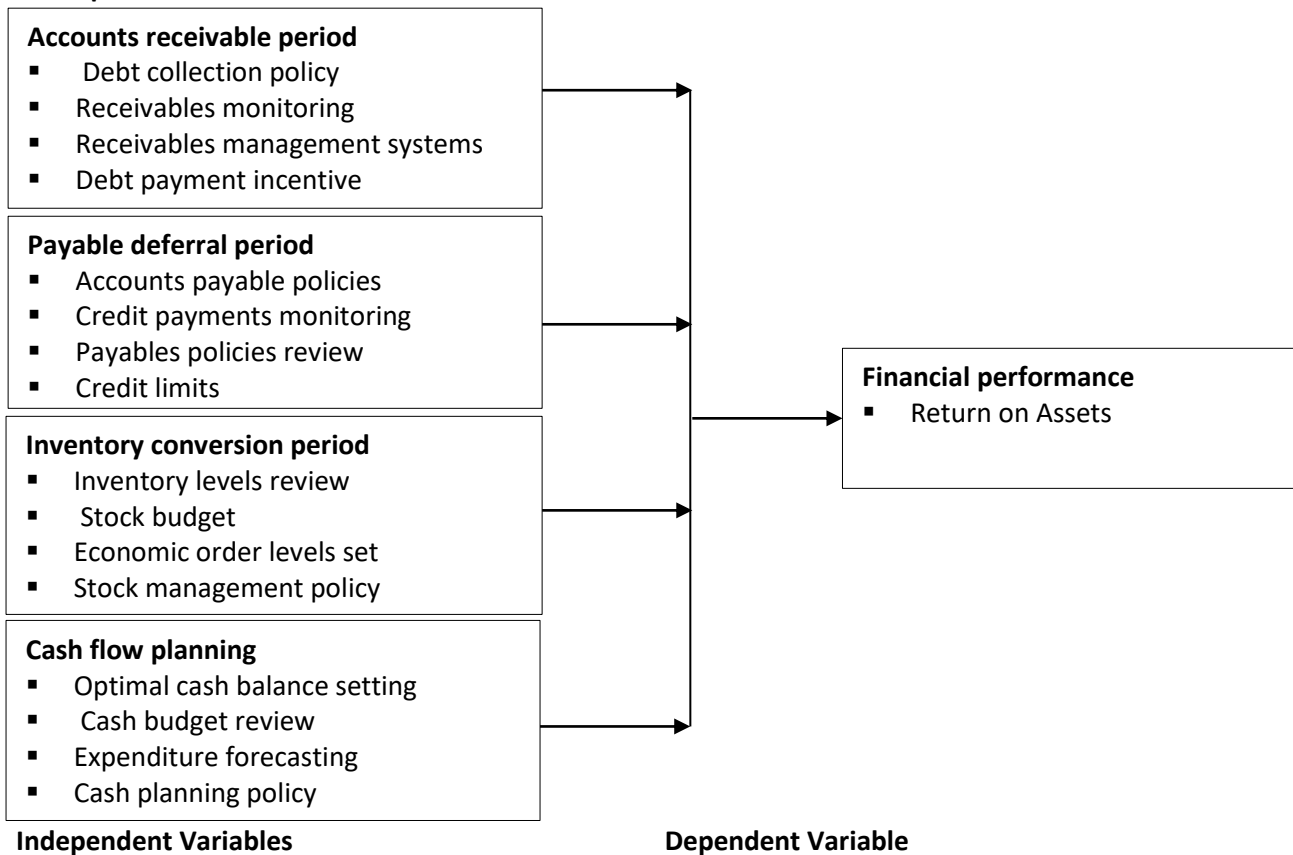 Accounts receivable period
▪ Debt collection policy
▪ Receivables monitoring
▪ Receivables management systems
▪ Debt payment incentive
Payable deferral period
▪ Accounts payable policies
▪ Credit payments monitoring
▪ Payables policies review
▪ Credit limits
Inventory conversion period
▪ Inventory levels review
▪ Stock budget
▪ Economic order levels set
▪ Stock management policy
Cash flow planning
▪ Optimal cash balance setting
▪ Cash budget review
▪ Expenditure forecasting
▪ Cash planning policy
Financial performance
▪ Return on Assets
Independent Variables
Dependent Variable